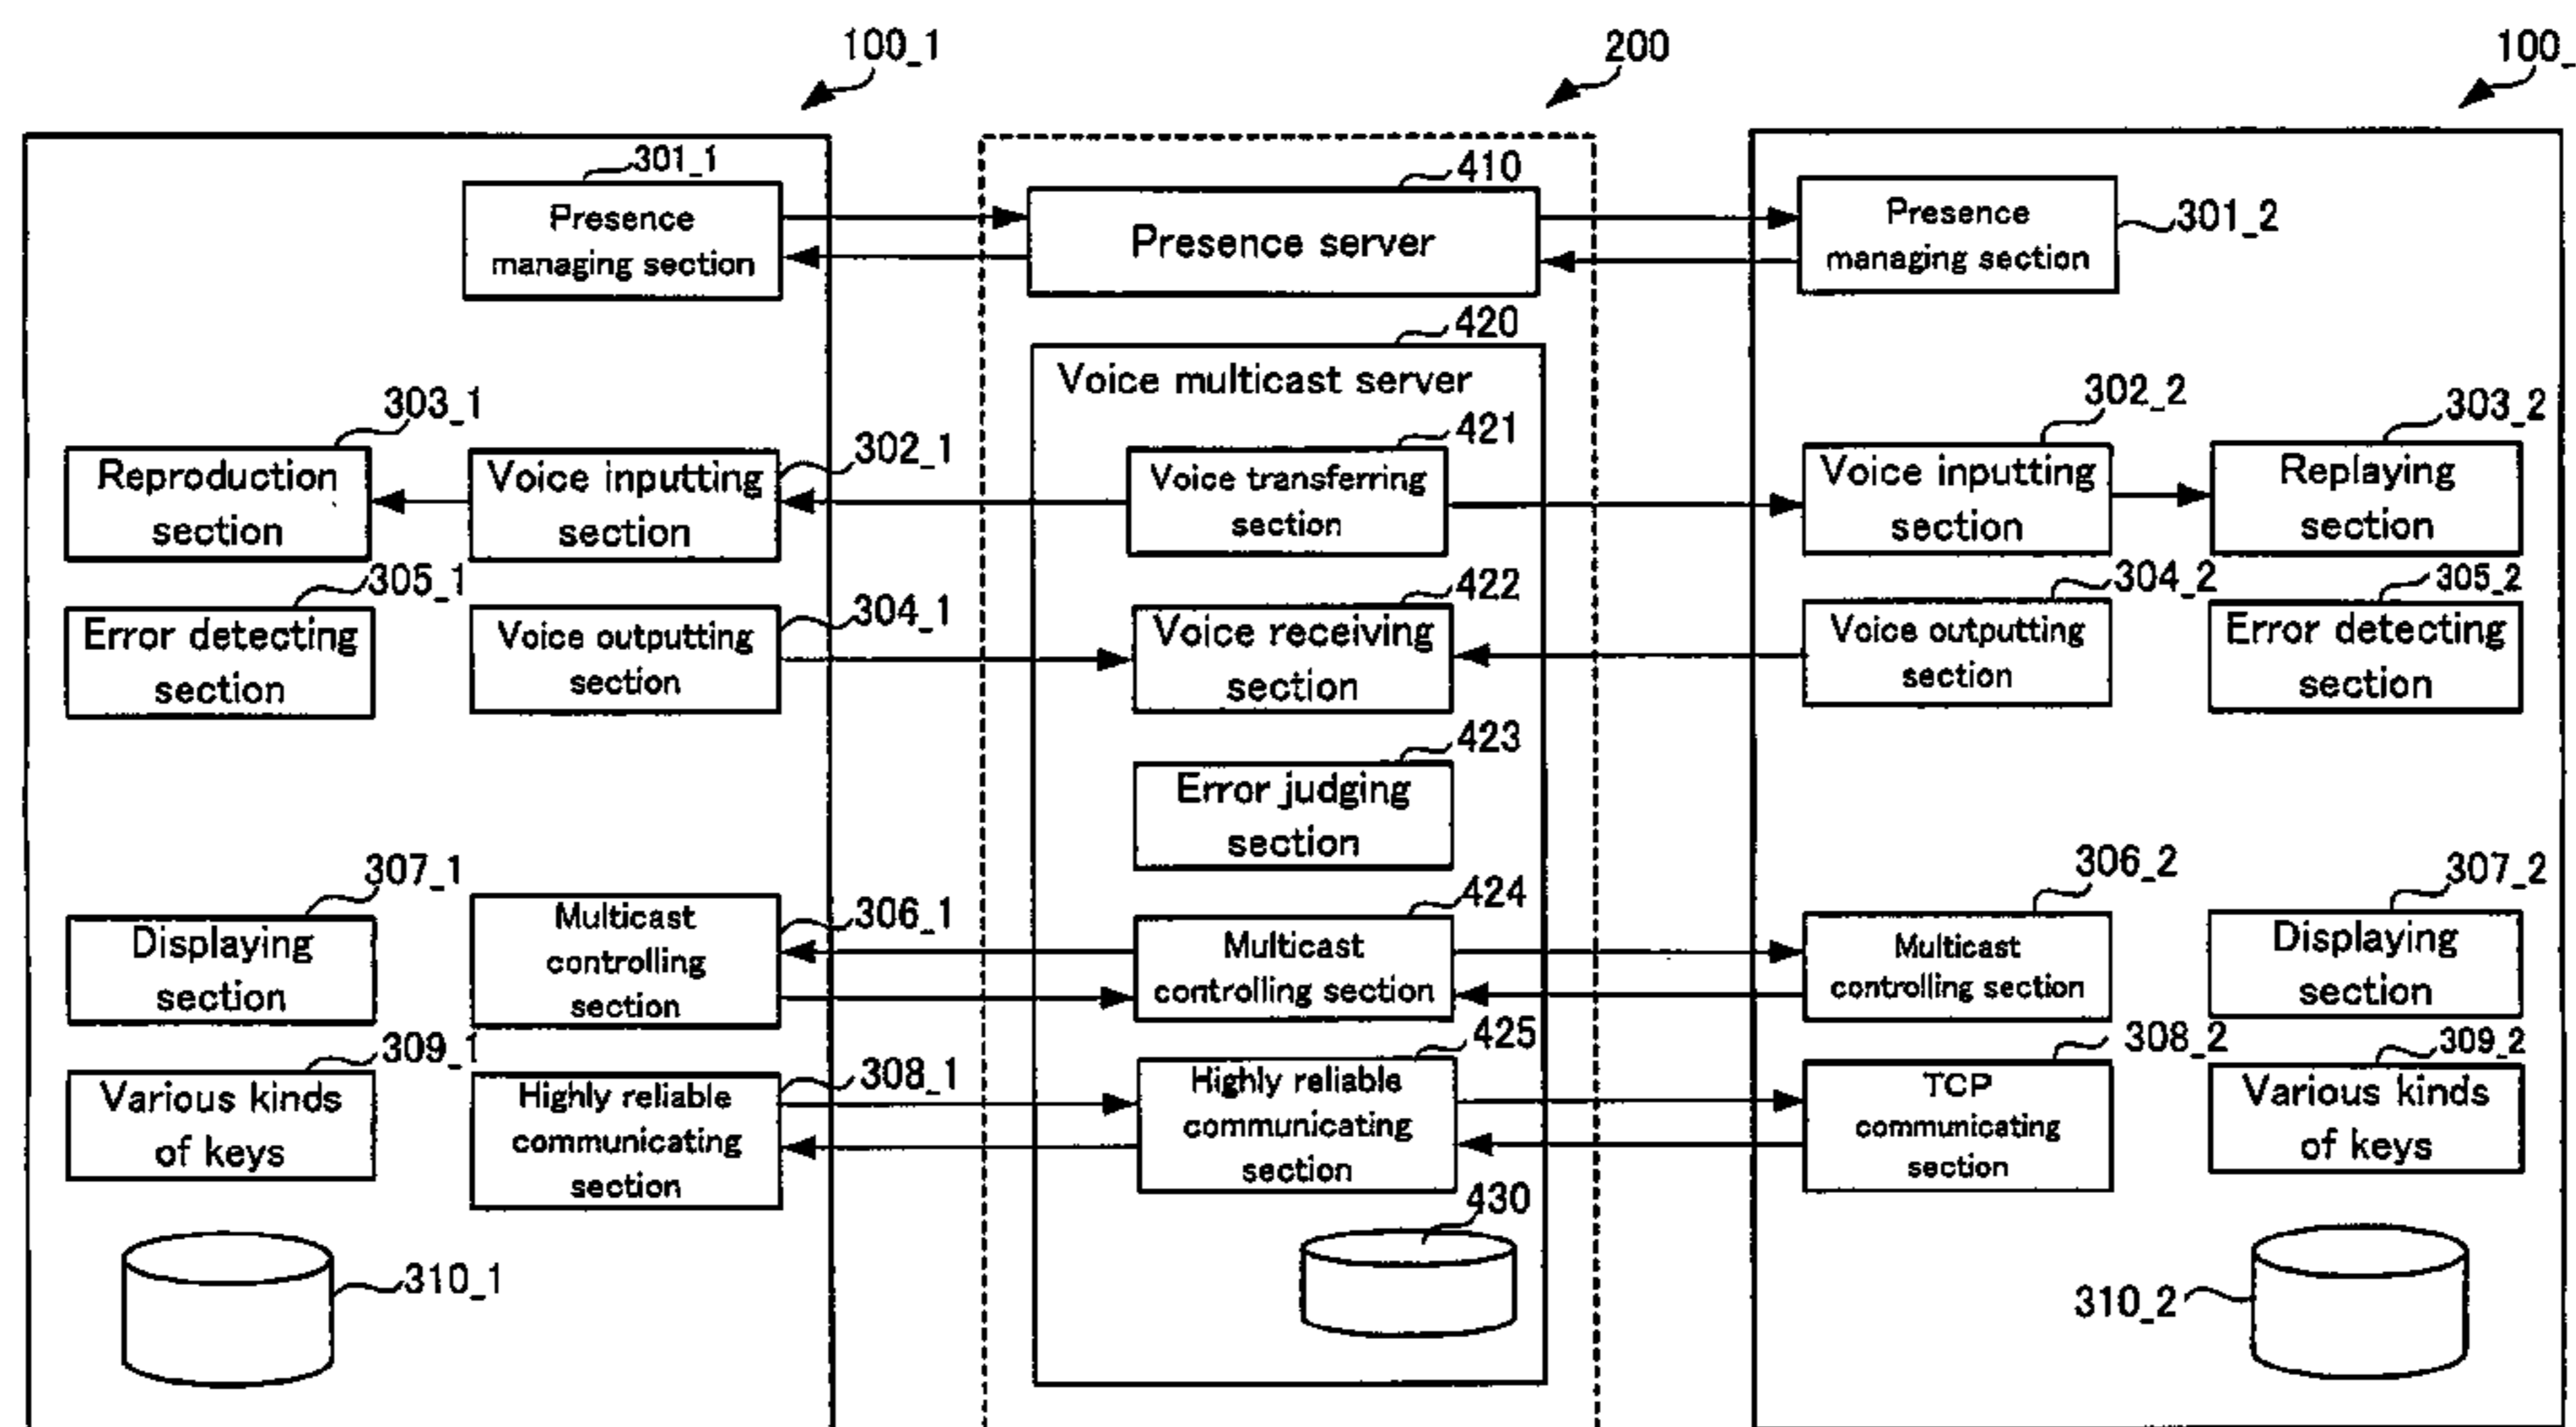 100_1
200
100_
301_1
Presence
managing section
410
Presence server
Presence
managing section
301_2
420
Voice multicast server
303_1
Reproduction
section
Voice inputting
section
302_1
421
Voice transferring
section
302_2
Voice inputting
section
303_2
Replaying
section
305_1
Error detecting
section
Voice outputting
section
304_1
422
Voice receiving
section
304_2
Voice outputting
section
305_2
Error detecting
section
423
Error judging
section
307_1
Displaying
section
Multicast
controlling
section
306_1
424
Multicast
controlling section
306_2
Multicast
controlling section
307_2
Displaying
section
309_1
Various kinds
of keys
Highly reliable
communicating
section
308_1
425
Highly reliable
communicating
section
308_2
TCP
communicating
section
309_2
Various kinds
of keys
310_1
430
310_2